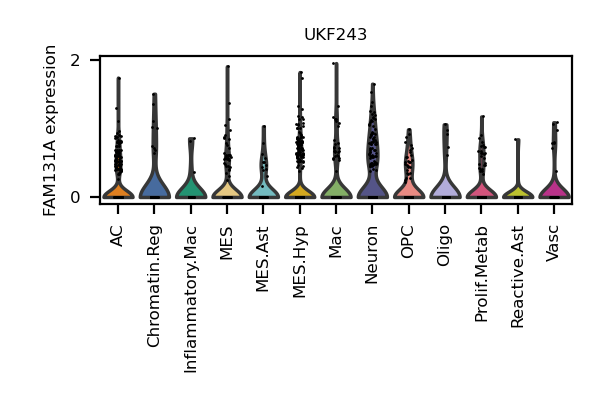 UKF243
FAM131A expression
2
0
AC
Chromatin.Reg
Inflammatory.Mac
MES
MES.Ast
MES.Hyp
Mac
Neuron
OPC
Oligo
Prolif.Metab
Reactive.Ast
Vasc